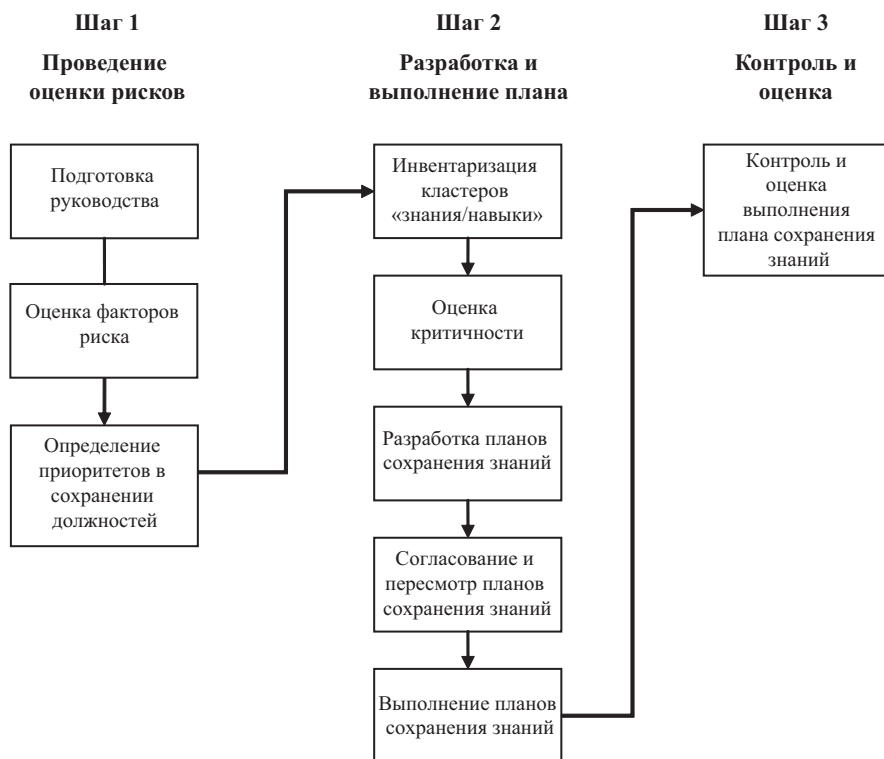 Шаг 1
Проведение
оценки рисков
Подготовка
руководства
Оценка факторов
риска
Определение
приоритетов в
сохранении
должностей
Шаг 2
Разработка и
выполнение плана
Инвентаризация
кластеров
«знания/навыки»
Оценка
критичности
Разработка планов
сохранения знаний
Согласование и
пересмотр планов
сохранения знаний
Выполнение планов
сохранения знаний
Шаг 3
Контроль и
оценка
Контроль и
оценка
выполнения
плана сохранения
знаний